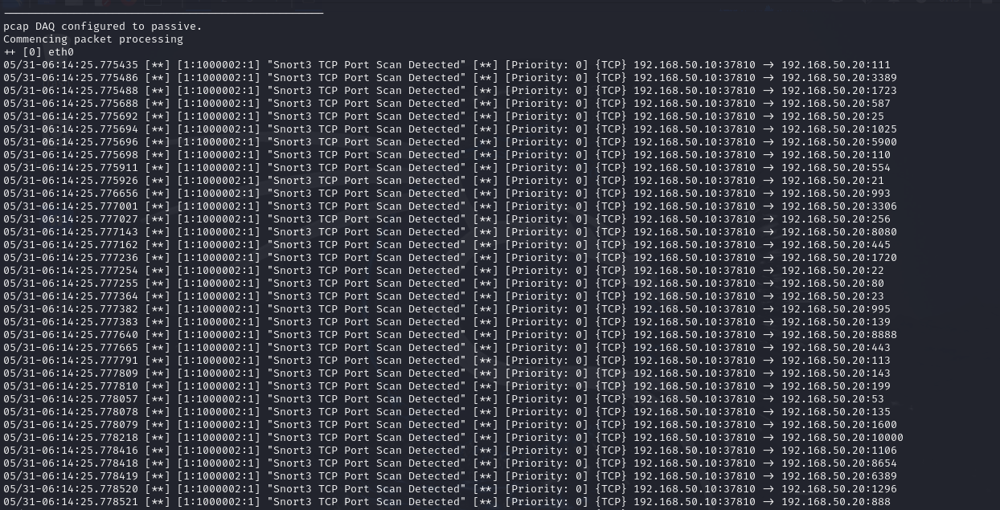 pcap DAQ configured to passive.
Commencing packet processing
++ [0] eth0
05/31-06:14:25.775435 [**] [1:1000002:1] "Snort3 TCP Port Scan Detected" [**] [Priority: 0] {TCP} 192.168.50.10:37810 → 192.168.50.20:111
05/31-06:14:25.775486 [**] [1:1000002:1] "Snort3 TCP Port Scan Detected" [**] [Priority: 0] {TCP} 192.168.50.10:37810 → 192.168.50.20:3389
05/31-06:14:25.775488 [**] [1:1000002:1] "Snort3 TCP Port Scan Detected" [**] [Priority: 0] {TCP} 192.168.50.10:37810 → 192.168.50.20:1723
05/31-06:14:25.775688 [**] [1:1000002:1] "Snort3 TCP Port Scan Detected" [**] [Priority: 0] {TCP} 192.168.50.10:37810 → 192.168.50.20:587
05/31-06:14:25.775692 [**] [1:1000002:1] "Snort3 TCP Port Scan Detected" [**] [Priority: 0] {TCP} 192.168.50.10:37810 → 192.168.50.20:25
05/31-06:14:25.775694 [**] [1:1000002:1] "Snort3 TCP Port Scan Detected" [**] [Priority: 0] {TCP} 192.168.50.10:37810 → 192.168.50.20:1025
05/31-06:14:25.775696 [**] [1:1000002:1] "Snort3 TCP Port Scan Detected" [**] [Priority: 0] {TCP} 192.168.50.10:37810 → 192.168.50.20:5900
05/31-06:14:25.775698 [**] [1:1000002:1] "Snort3 TCP Port Scan Detected" [**] [Priority: 0] {TCP} 192.168.50.10:37810 → 192.168.50.20:110
05/31-06:14:25.775911 [**] [1:1000002:1] "Snort3 TCP Port Scan Detected" [**] [Priority: 0] {TCP} 192.168.50.10:37810 → 192.168.50.20:554
05/31-06:14:25.775926 [**] [1:1000002:1] "Snort3 TCP Port Scan Detected" [**] [Priority: 0] {TCP} 192.168.50.10:37810 → 192.168.50.20:21
05/31-06:14:25.776656 [**] [1:1000002:1] "Snort3 TCP Port Scan Detected" [**] [Priority: 0] {TCP} 192.168.50.10:37810 → 192.168.50.20:993
05/31-06:14:25.777001 [**] [1:1000002:1] "Snort3 TCP Port Scan Detected" [**] [Priority: 0] {TCP} 192.168.50.10:37810 → 192.168.50.20:3306
05/31-06:14:25.777027 [**] [1:1000002:1] "Snort3 TCP Port Scan Detected" [**] [Priority: 0] {TCP} 192.168.50.10:37810 → 192.168.50.20:256
05/31-06:14:25.777143 [**] [1:1000002:1] "Snort3 TCP Port Scan Detected" [**] [Priority: 0] {TCP} 192.168.50.10:37810 → 192.168.50.20:8080
05/31-06:14:25.777162 [**] [1:1000002:1] "Snort3 TCP Port Scan Detected" [**] [Priority: 0] {TCP} 192.168.50.10:37810 → 192.168.50.20:445
05/31-06:14:25.777236 [**] [1:1000002:1] "Snort3 TCP Port Scan Detected" [**] [Priority: 0] {TCP} 192.168.50.10:37810 → 192.168.50.20:1720
05/31-06:14:25.777254 [**] [1:1000002:1] "Snort3 TCP Port Scan Detected" [**] [Priority: 0] {TCP} 192.168.50.10:37810 → 192.168.50.20:22
05/31-06:14:25.777255 [**] [1:1000002:1] "Snort3 TCP Port Scan Detected" [**] [Priority: 0] {TCP} 192.168.50.10:37810 → 192.168.50.20:80
05/31-06:14:25.777364 [**] [1:1000002:1] "Snort3 TCP Port Scan Detected" [**] [Priority: 0] {TCP} 192.168.50.10:37810 → 192.168.50.20:23
05/31-06:14:25.777382 [**] [1:1000002:1] "Snort3 TCP Port Scan Detected" [**] [Priority: 0] {TCP} 192.168.50.10:37810 → 192.168.50.20:995
05/31-06:14:25.777383 [**] [1:1000002:1] "Snort3 TCP Port Scan Detected" [**] [Priority: 0] {TCP} 192.168.50.10:37810 → 192.168.50.20:139
05/31-06:14:25.777640 [**] [1:1000002:1] "Snort3 TCP Port Scan Detected" [**] [Priority: 0] {TCP} 192.168.50.10:37810 → 192.168.50.20:8888
05/31-06:14:25.777665 [**] [1:1000002:1] "Snort3 TCP Port Scan Detected" [**] [Priority: 0] {TCP} 192.168.50.10:37810 → 192.168.50.20:443
05/31-06:14:25.777791 [**] [1:1000002:1] "Snort3 TCP Port Scan Detected" [**] [Priority: 0] {TCP} 192.168.50.10:37810 → 192.168.50.20:113
05/31-06:14:25.777809 [**] [1:1000002:1] "Snort3 TCP Port Scan Detected" [**] [Priority: 0] {TCP} 192.168.50.10:37810 → 192.168.50.20:143
05/31-06:14:25.777810 [**] [1:1000002:1] "Snort3 TCP Port Scan Detected" [**] [Priority: 0] {TCP} 192.168.50.10:37810 → 192.168.50.20:199
05/31-06:14:25.778057 [**] [1:1000002:1] "Snort3 TCP Port Scan Detected" [**] [Priority: 0] {TCP} 192.168.50.10:37810 → 192.168.50.20:53
05/31-06:14:25.778078 [**] [1:1000002:1] "Snort3 TCP Port Scan Detected" [**] [Priority: 0] {TCP} 192.168.50.10:37810 → 192.168.50.20:135
05/31-06:14:25.778079 [**] [1:1000002:1] "Snort3 TCP Port Scan Detected" [**] [Priority: 0] {TCP} 192.168.50.10:37810 → 192.168.50.20:1600
05/31-06:14:25.778218 [**] [1:1000002:1] "Snort3 TCP Port Scan Detected" [**] [Priority: 0] {TCP} 192.168.50.10:37810 → 192.168.50.20:10000
05/31-06:14:25.778416 [**] [1:1000002:1] "Snort3 TCP Port Scan Detected" [**] [Priority: 0] {TCP} 192.168.50.10:37810 → 192.168.50.20:1106
05/31-06:14:25.778418 [**] [1:1000002:1] "Snort3 TCP Port Scan Detected" [**] [Priority: 0] {TCP} 192.168.50.10:37810 → 192.168.50.20:8654
05/31-06:14:25.778419 [**] [1:1000002:1] "Snort3 TCP Port Scan Detected" [**] [Priority: 0] {TCP} 192.168.50.10:37810 → 192.168.50.20:6389
05/31-06:14:25.778520 [**] [1:1000002:1] "Snort3 TCP Port Scan Detected" [**] [Priority: 0] {TCP} 192.168.50.10:37810 → 192.168.50.20:1296
05/31-06:14:25.778521 [**] [1:1000002:1] "Snort3 TCP Port Scan Detected" [**] [Priority: 0] {TCP} 192.168.50.10:37810 → 192.168.50.20:888